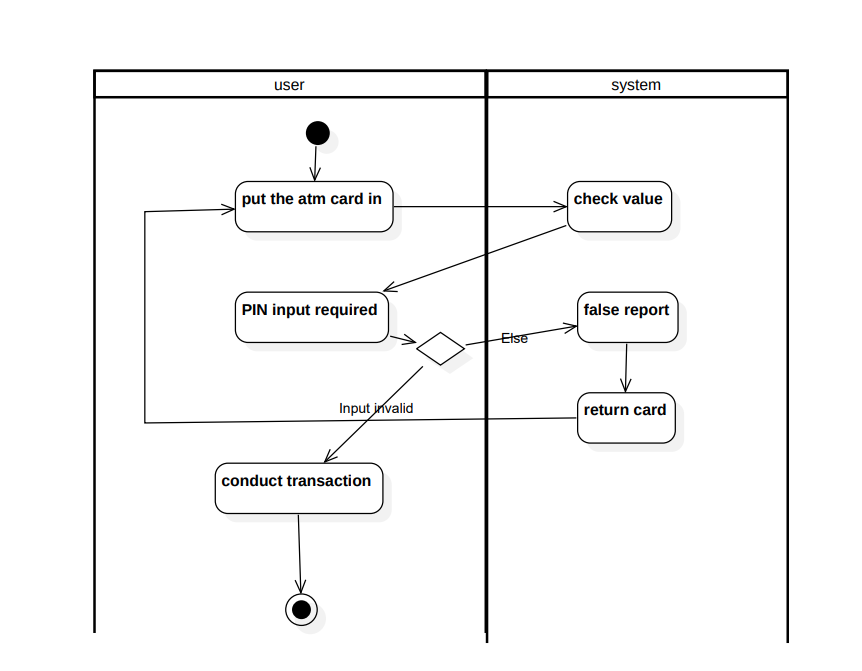 user
system
put the atm card in
check value
PIN input required
false report
Else
return card
Input invalid
conduct transaction